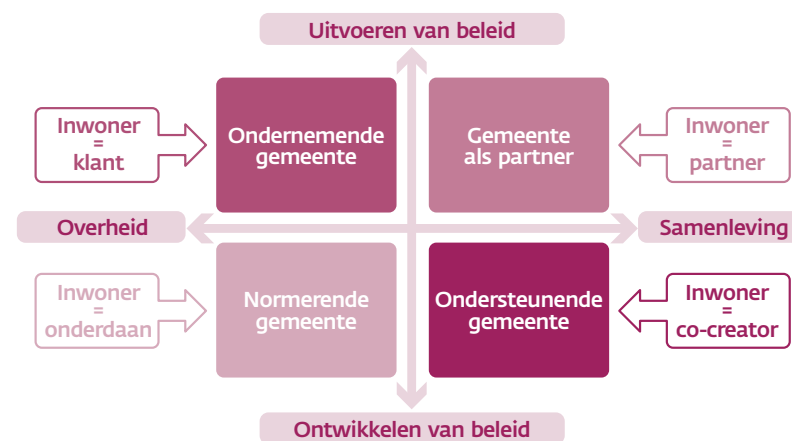 Uitvoeren van beleid
Inwoner
=
klant
Ondernemende
gemeente
Gemeente
als partner
Inwoner
=
partner
Overheid
Samenleving
Inwoner
=
onderdaan
Normerende
gemeente
Ondersteunende
gemeente
Inwoner
=
co-creator
Ontwikkelen van beleid